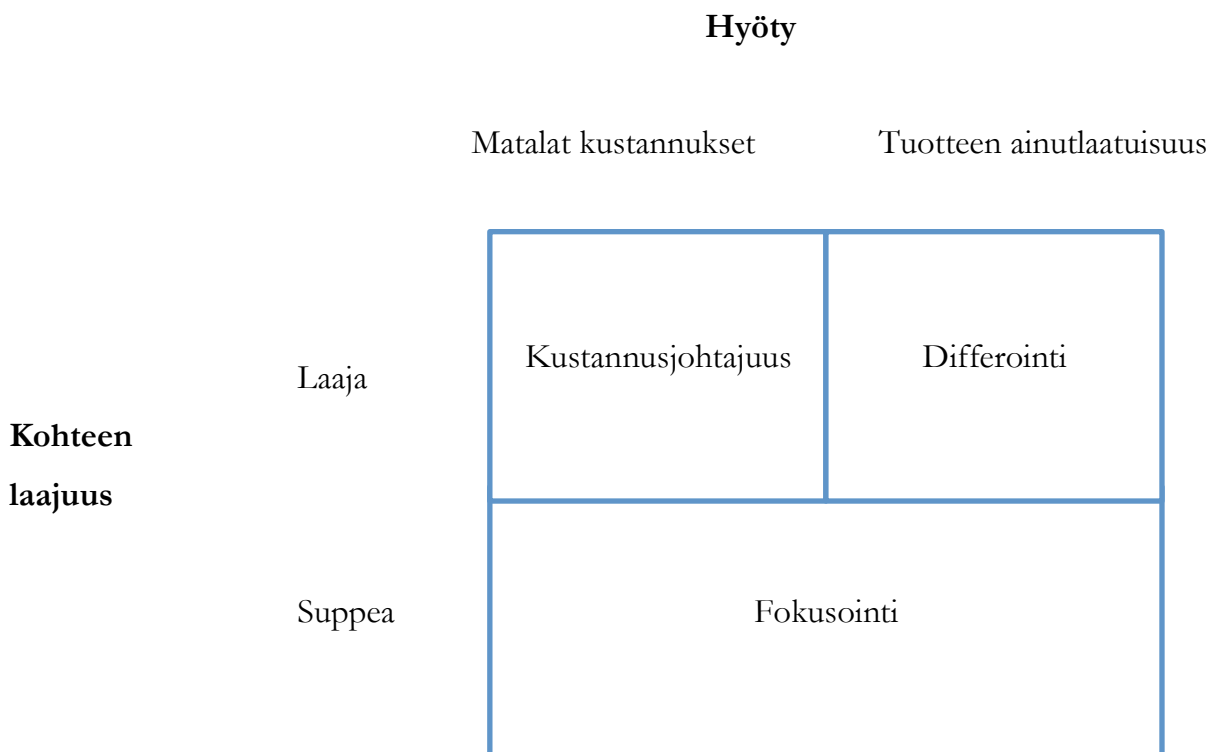 Hyöty
Matalat kustannukset Tuotteen ainutlaatuisuus
Kustannusjohtajuus Differointi
Laaja
Kohteen
laajuus
Suppea Fokusointi